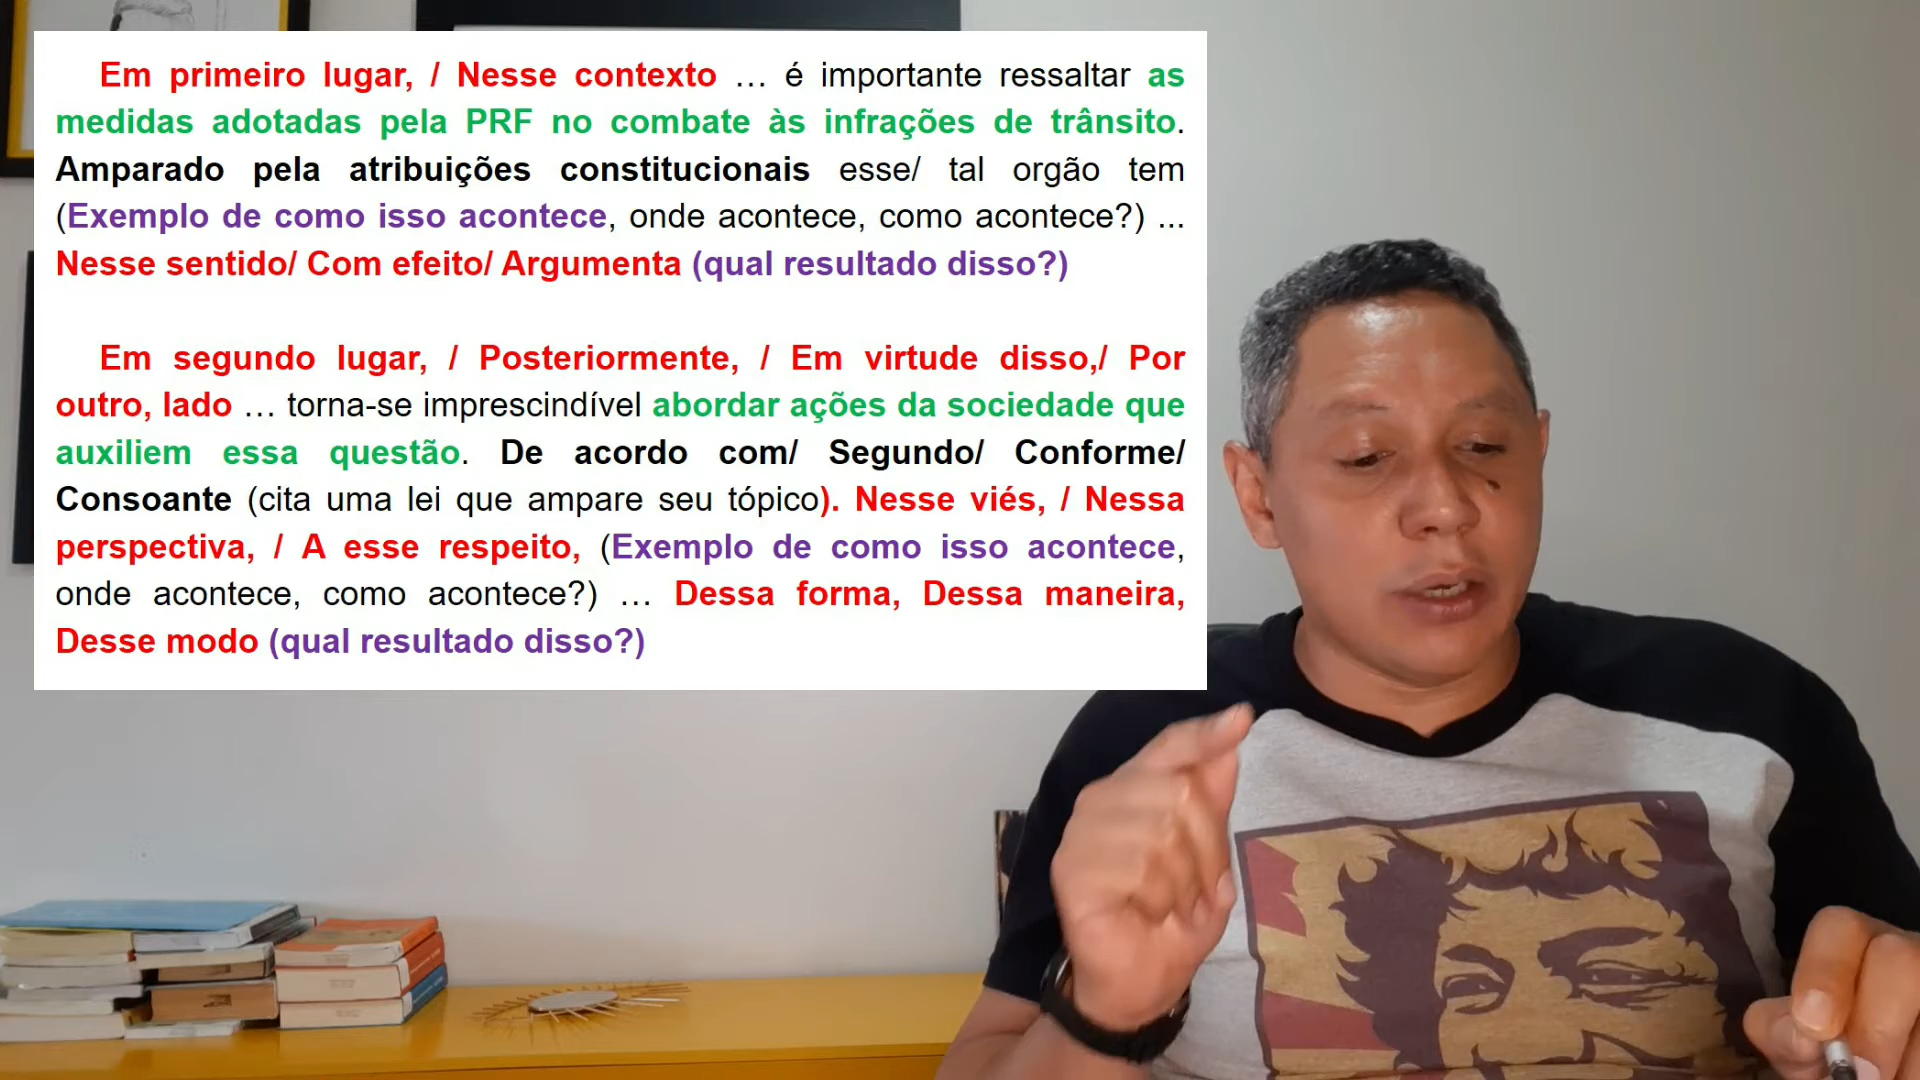 Em primeiro lugar, / Nesse contexto … é importante ressaltar as
medidas adotadas pela PRF no combate às infrações de trânsito.
Amparado pela atribuições constitucionais esse/ tal orgão tem
(Exemplo de como isso acontece, onde acontece, como acontece?) ...
Nesse sentido/ Com efeito/ Argumenta (qual resultado disso?)
Em segundo lugar, / Posteriormente, / Em virtude disso,/ Por
outro, lado … torna-se imprescindível abordar ações da sociedade que
auxiliem essa questão. De acordo com/ Segundo/ Conforme/
Consoante (cita uma lei que ampare seu tópico). Nesse viés, / Nessa
perspectiva, / A esse respeito, (Exemplo de como isso acontece,
onde acontece, como acontece?) … Dessa forma, Dessa maneira,
Desse modo (qual resultado disso?)